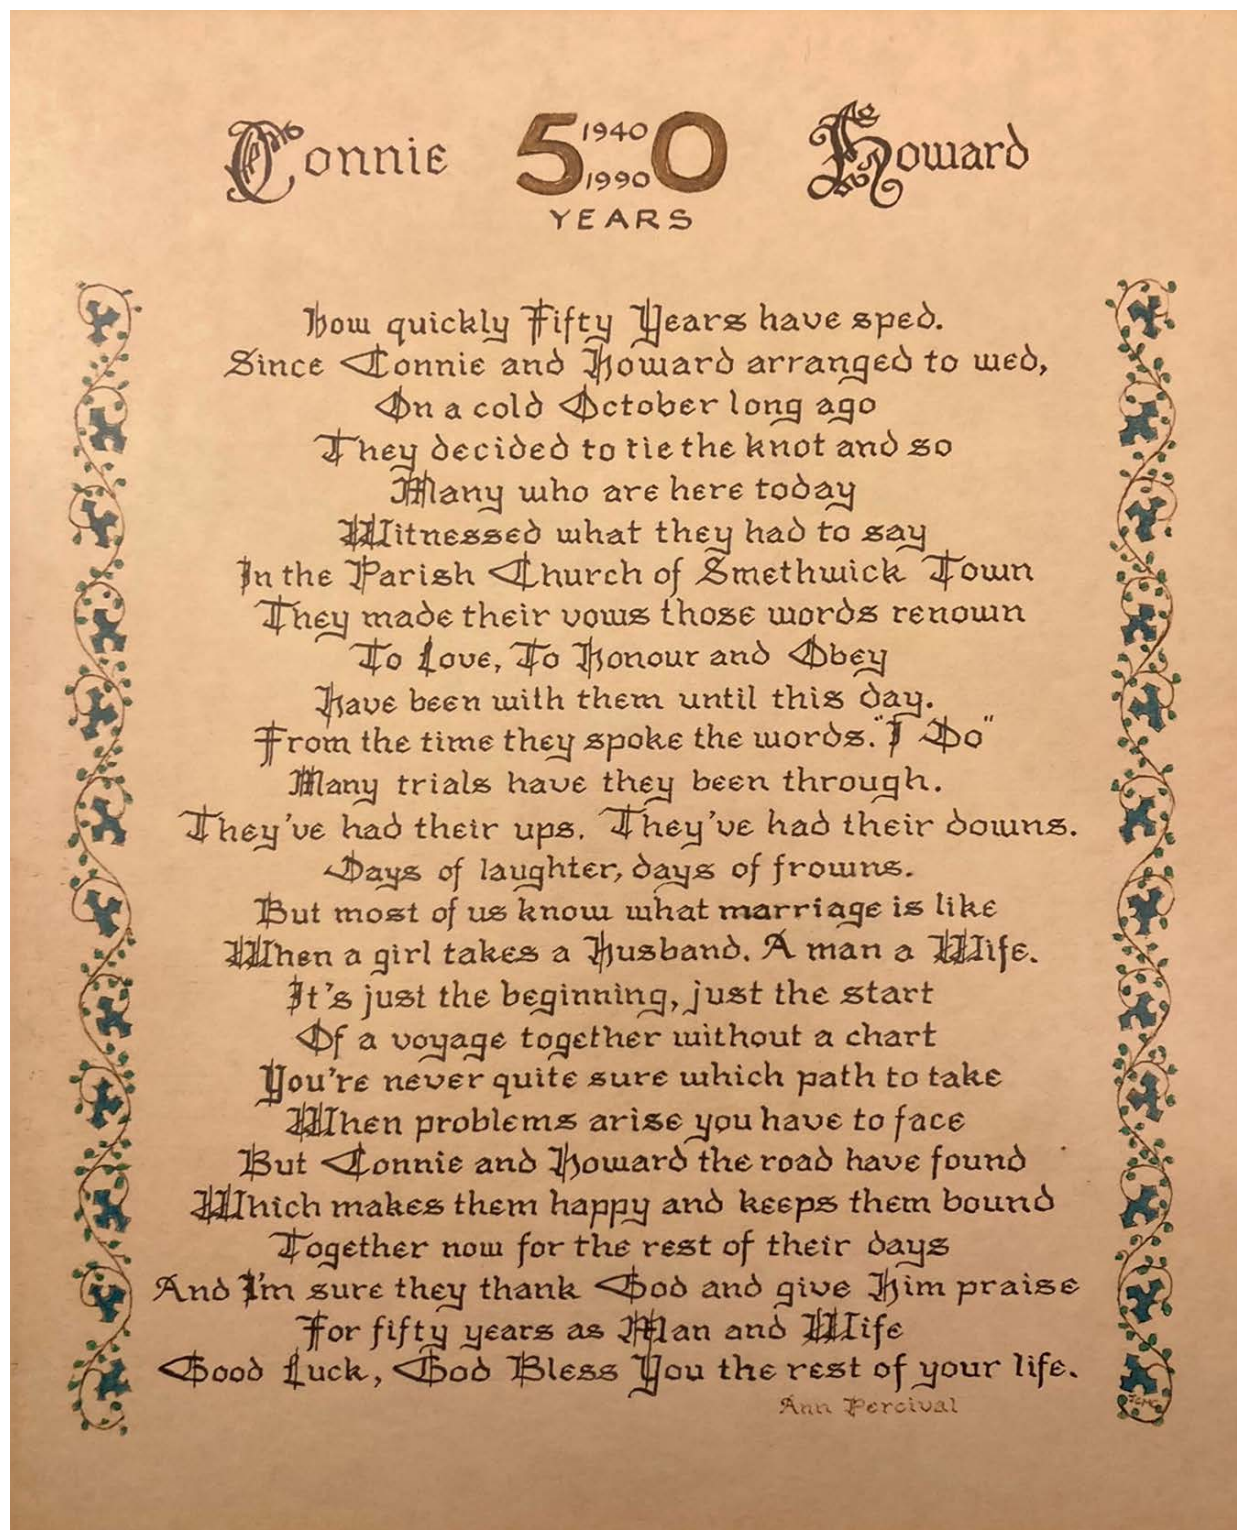 Connie 50 Howard
1940
1990
YEARS
How quickly Fifty Years have sped.
Since Connie and Howard arranged to wed,
On a cold October long ago
They decided to tie the knot and so
Many who are here today
Witnessed what they had to say
In the Parish Church of Smethwick Town
They made their vows those words renown
To Love, To Honour and Obey
Have been with them until this day.
From the time they spoke the words. "I Do"
Many trials have they been through.
They've had their ups. They've had their downs.
Days of laughter, days of frowns.
But most of us know what marriage is like
When a girl takes a Husband. A man a Wife.
It's just the beginning, just the start
Of a voyage together without a chart
You're never quite sure which path to take
When problems arise you have to face
But Connie and Howard the road have found
Which makes them happy and keeps them bound
Together now for the rest of their days
And I'm sure they thank God and give Him praise
For fifty years as Man and Wife
Good Luck, God Bless You the rest of your life.
Ann Percival